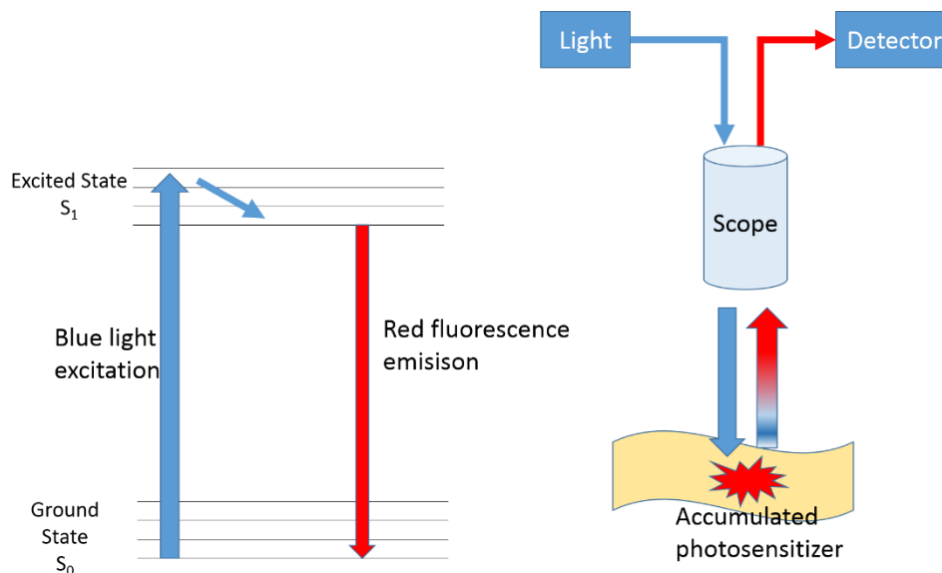 Light
Detector
Excited State
S₁
Scope
Blue light
excitation
Red fluorescence
emisison
Ground
State
S₀
Accumulated
photosensitizer